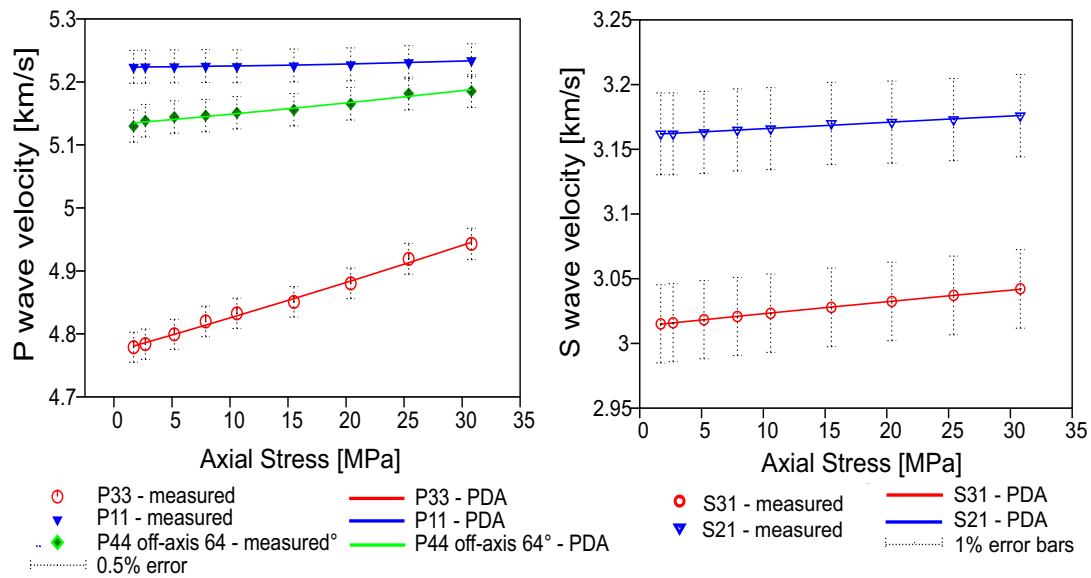 P wave velocity [km/s]
5.3
5.2
5.1
5
4.9
4.8
4.7
0 5 10 15 20 25 30 35
Axial Stress [MPa]
P33 - measured
P11 - measured
P44 off-axis 64 - measured°
0.5% error
P33 - PDA
P11 - PDA
P44 off-axis 64° - PDA
S wave velocity [km/s]
3.25
3.2
3.15
3.1
3.05
3
2.95
0 5 10 15 20 25 30 35
Axial Stress [MPa]
S31 - measured
S21 - measured
S31 - PDA
S21 - PDA
1% error bars